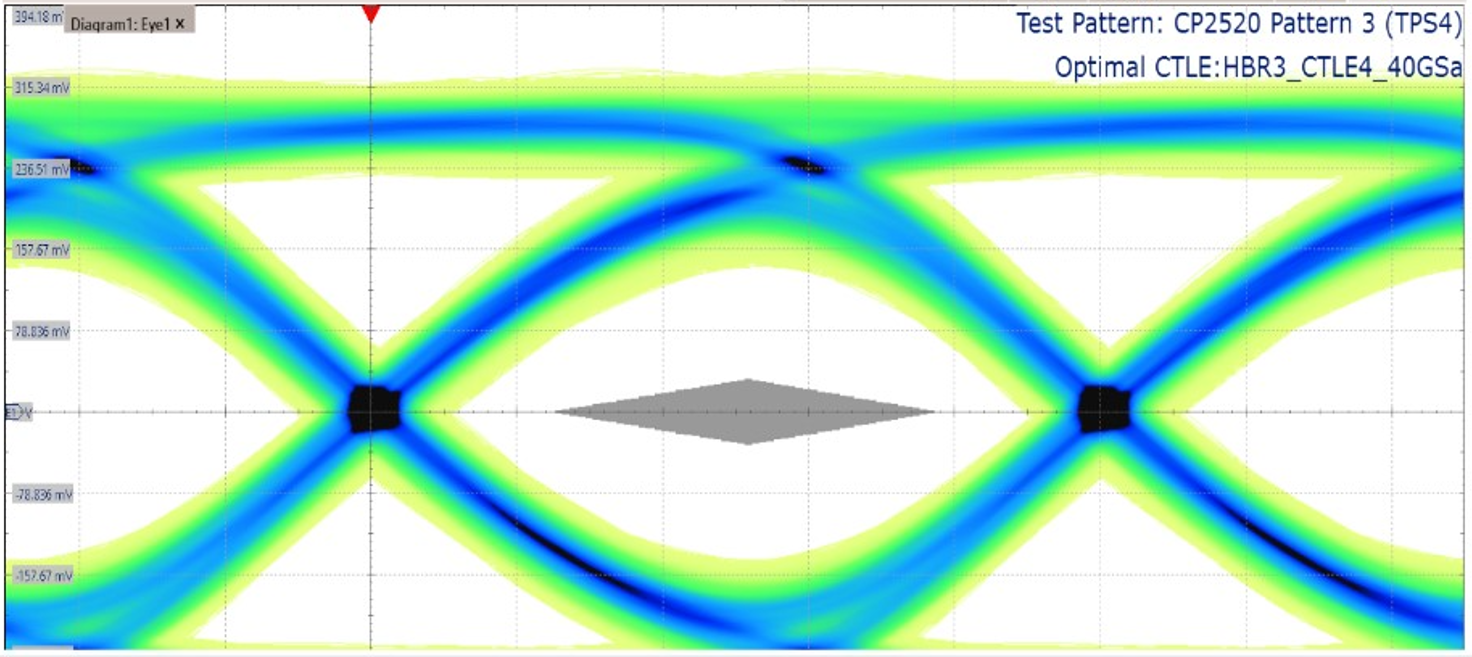 394.18 m
Diagram1: Eye1 ×
Test Pattern: CP2520 Pattern 3 (TPS4)
Optimal CTLE:HBR3_CTLE4_40GSa
315.34 mV
236.51 mV
157.67 mV
78.836 mV
-78.836 mV
-157.67 mV